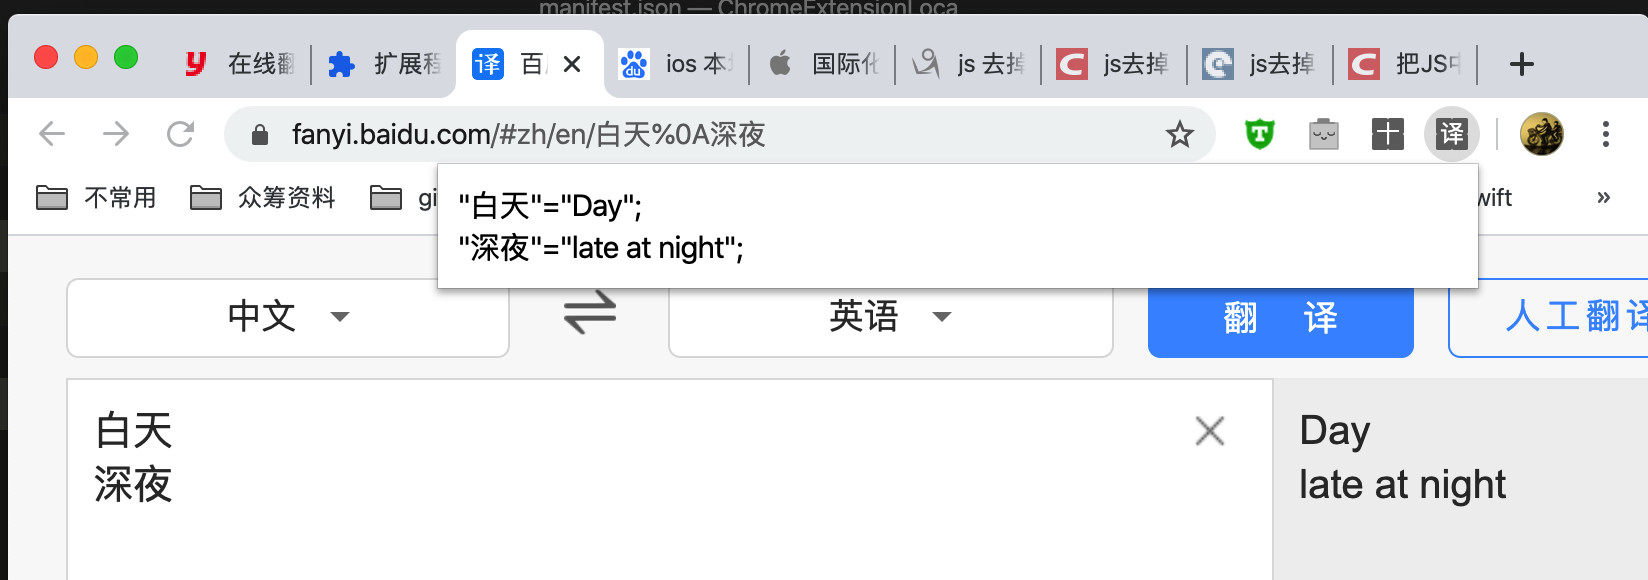 manifest.json — ChromeExtensionLoca
在线翻
扩展程
译 百
du ios 本
国际化
js 去掉
js去掉
js去掉
把JS中
fanyi.baidu.com/#zh/en/白天%0A深夜
译
不常用
众筹资料
gi
wift
"白天"="Day";
"深夜"="late at night";
中文
英语
翻 译
人工翻译
白天
深夜
Day
late at night